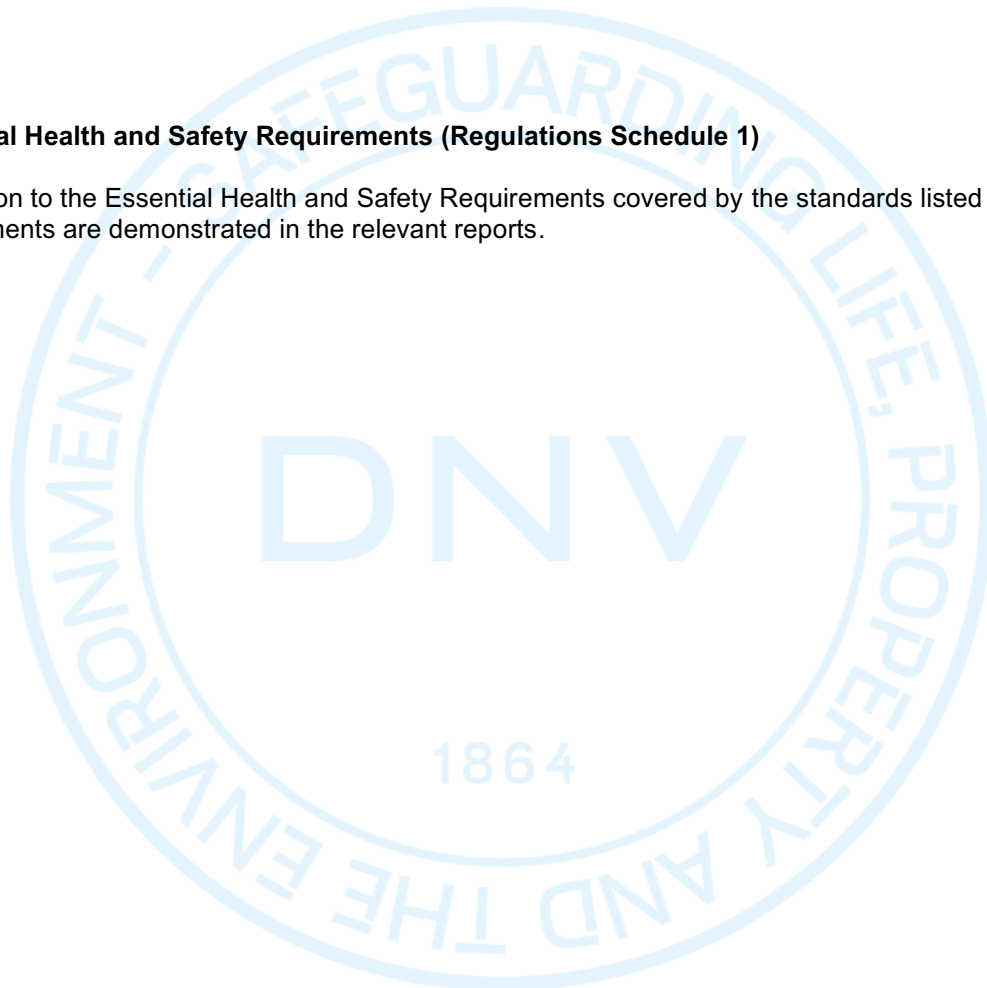 al Health and Safety Requirements (Regulations Schedule 1)
on to the Essential Health and Safety Requirements covered by the standards listed
nents are demonstrated in the relevant reports.
SAFEGUARDING LIFE, PROPERTY AND THE ENVIRONMENT -
DNV
1864